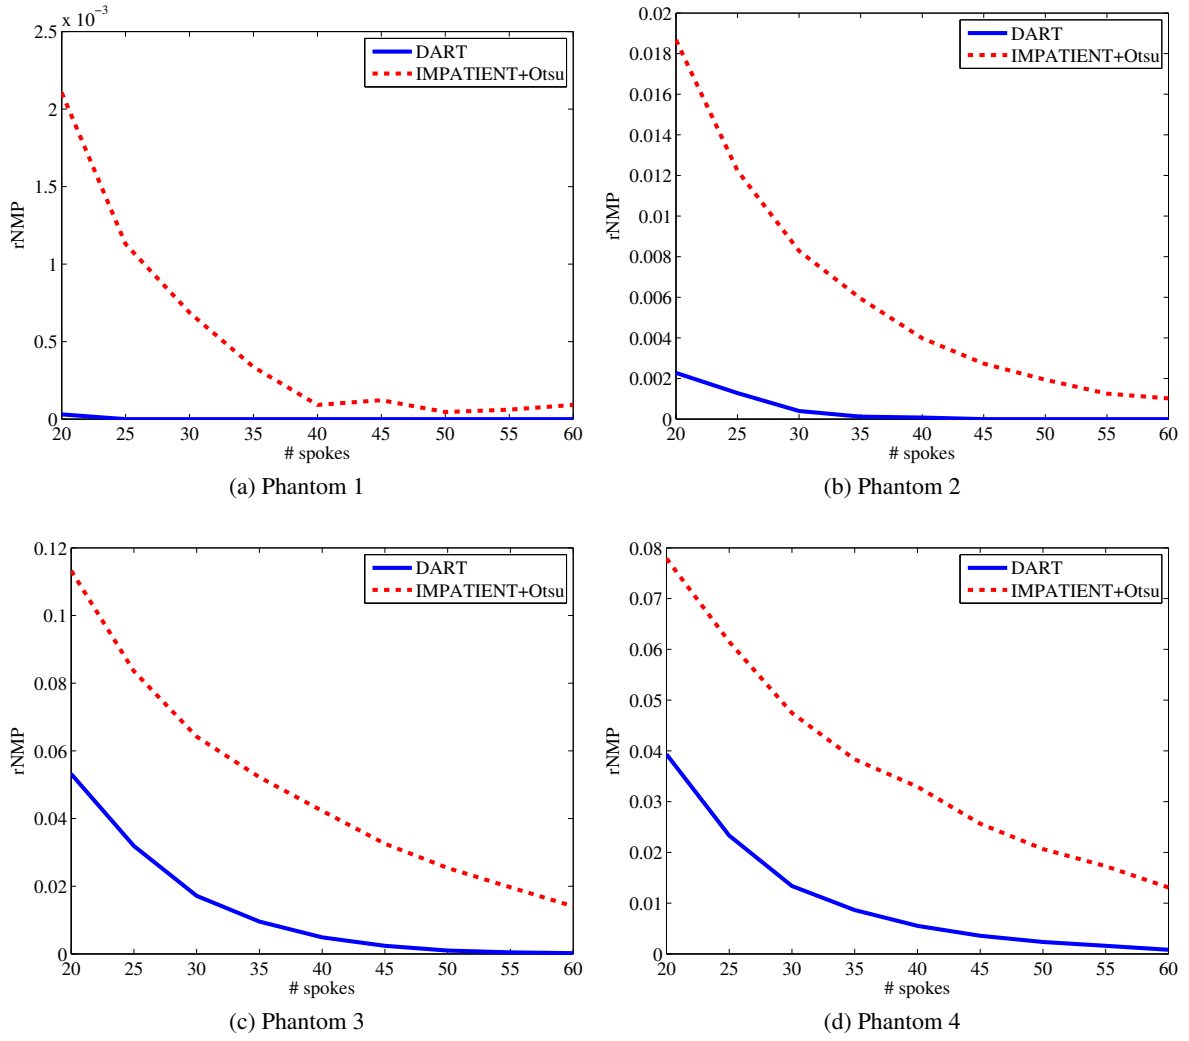 x 10⁻³
2.5
2
1.5
1
0.5
0
rNMP
20 25 30 35 40 45 50 55 60
# spokes
DART
IMPATIENT+Otsu
(a) Phantom 1
0.02
0.018
0.016
0.014
0.012
0.01
0.008
0.006
0.004
0.002
0
rNMP
20 25 30 35 40 45 50 55 60
# spokes
DART
IMPATIENT+Otsu
(b) Phantom 2
0.12
0.1
0.08
0.06
0.04
0.02
0
rNMP
20 25 30 35 40 45 50 55 60
# spokes
DART
IMPATIENT+Otsu
(c) Phantom 3
0.08
0.07
0.06
0.05
0.04
0.03
0.02
0.01
0
rNMP
20 25 30 35 40 45 50 55 60
# spokes
DART
IMPATIENT+Otsu
(d) Phantom 4